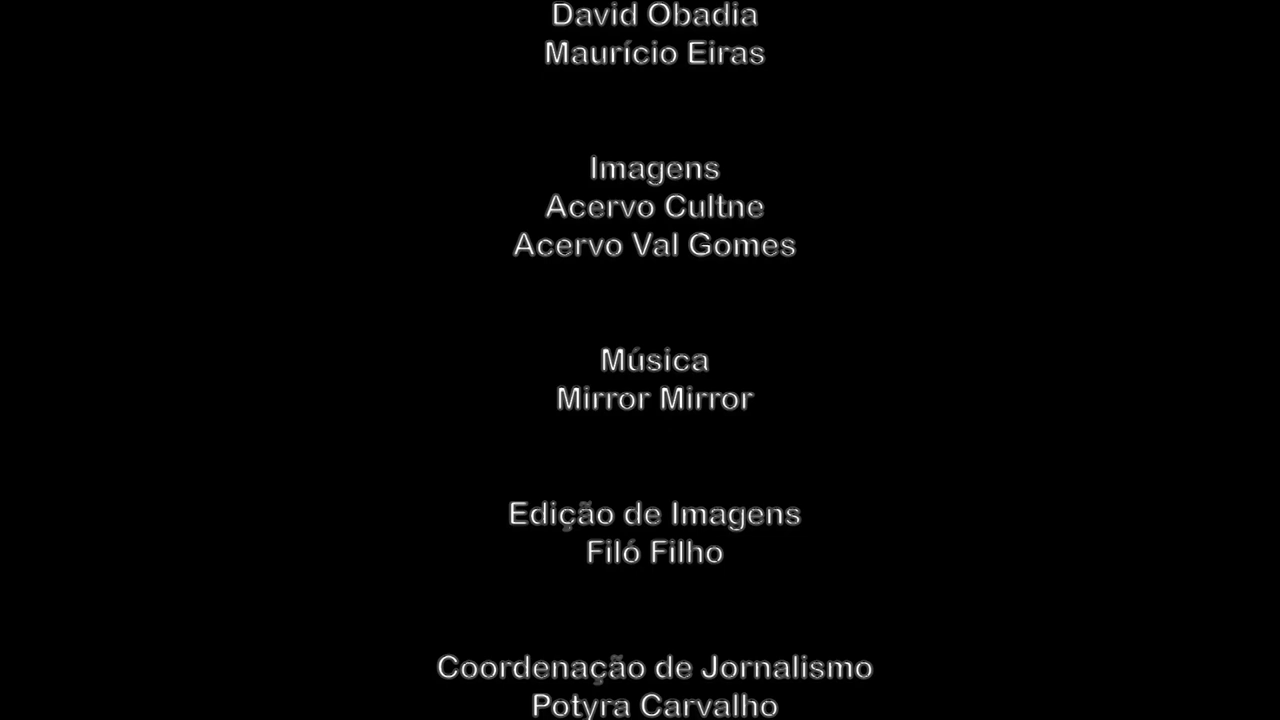 David Obadia
Maurício Eiras
Imagens
Acervo Cultne
Acervo Val Gomes
Música
Mirror Mirror
Edição de Imagens
Filó Filho
Coordenação de Jornalismo
Potyra Carvalho